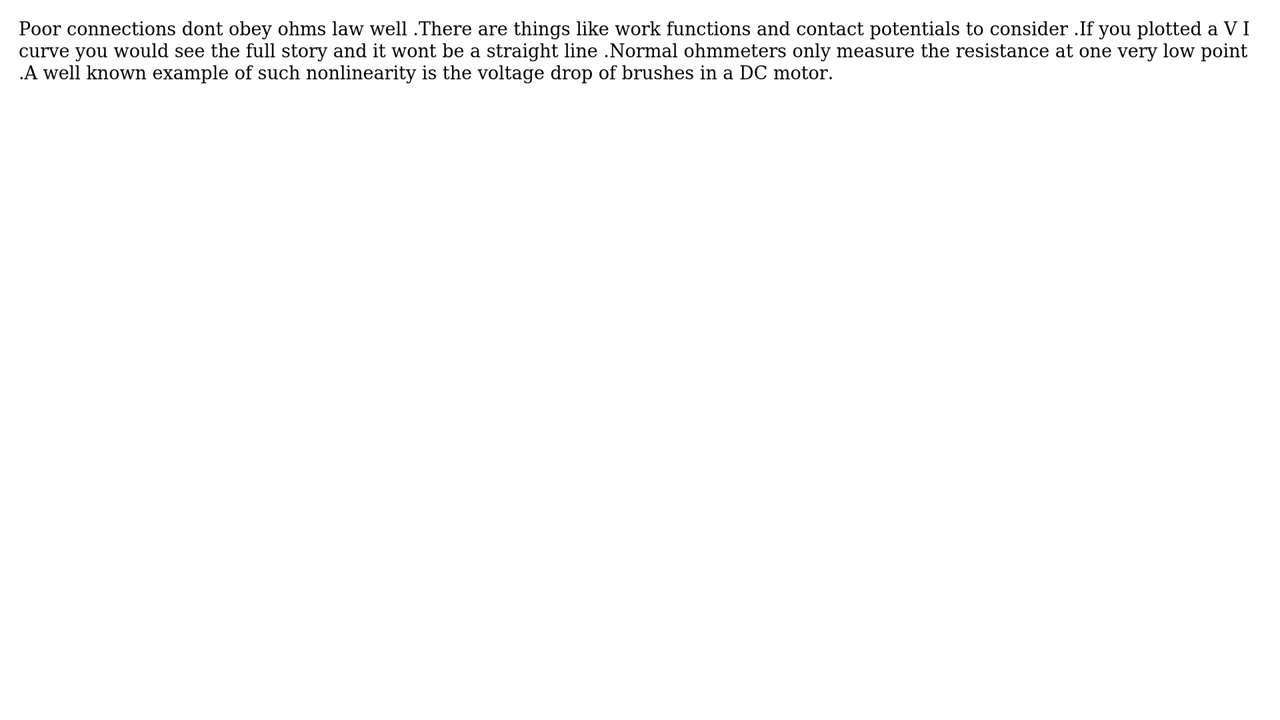 Poor connections dont obey ohms law well .There are things like work functions and contact potentials to consider .If you plotted a V I
curve you would see the full story and it wont be a straight line .Normal ohmmeters only measure the resistance at one very low point
.A well known example of such nonlinearity is the voltage drop of brushes in a DC motor.